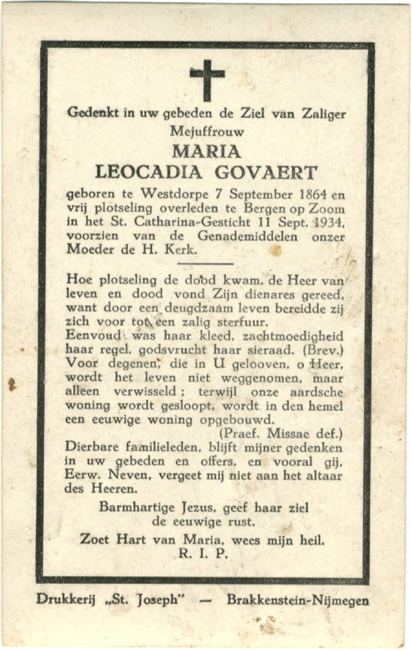 Gedenkt in uw gebeden de Ziel van Zaliger
Mejuffrouw
MARIA
LEOCADIA GOVAERT
geboren te Westdorpe 7 September 1864 en
vrij plotseling overleden te Bergen op Zoom
in het St. Catharina-Gesticht 11 Sept. 1934,
voorzien van de Genademiddelen onzer
Moeder de H. Kerk.
Hoe plotseling de dood kwam, de Heer van
leven en dood vond Zijn dienares gereed,
want door een deugdzaam leven bereidde zij
zich voor tot een zalig sterfuur.
Eenvoud was haar kleed, zachtmoedigheid
haar regel, godsvrucht haar sieraad. (Brev.)
Voor degenen, die in U gelooven, o Heer,
wordt het leven niet weggenomen, maar
alleen verwisseld ; terwijl onze aardsche
woning wordt gesloopt, wordt in den hemel
een eeuwige woning opgebouwd.
(Praef. Missae def.)
Dierbare familieleden, blijft mijner gedenken
in uw gebeden en offers, en vooral gij,
Eerw. Neven, vergeet mij niet aan het altaar
des Heeren.
Barmhartige Jezus, geef haar ziel
de eeuwige rust.
Zoet Hart van Maria, wees mijn heil.
R. I. P.
Drukkerij „St. Joseph" — Brakkenstein-Nijmegen